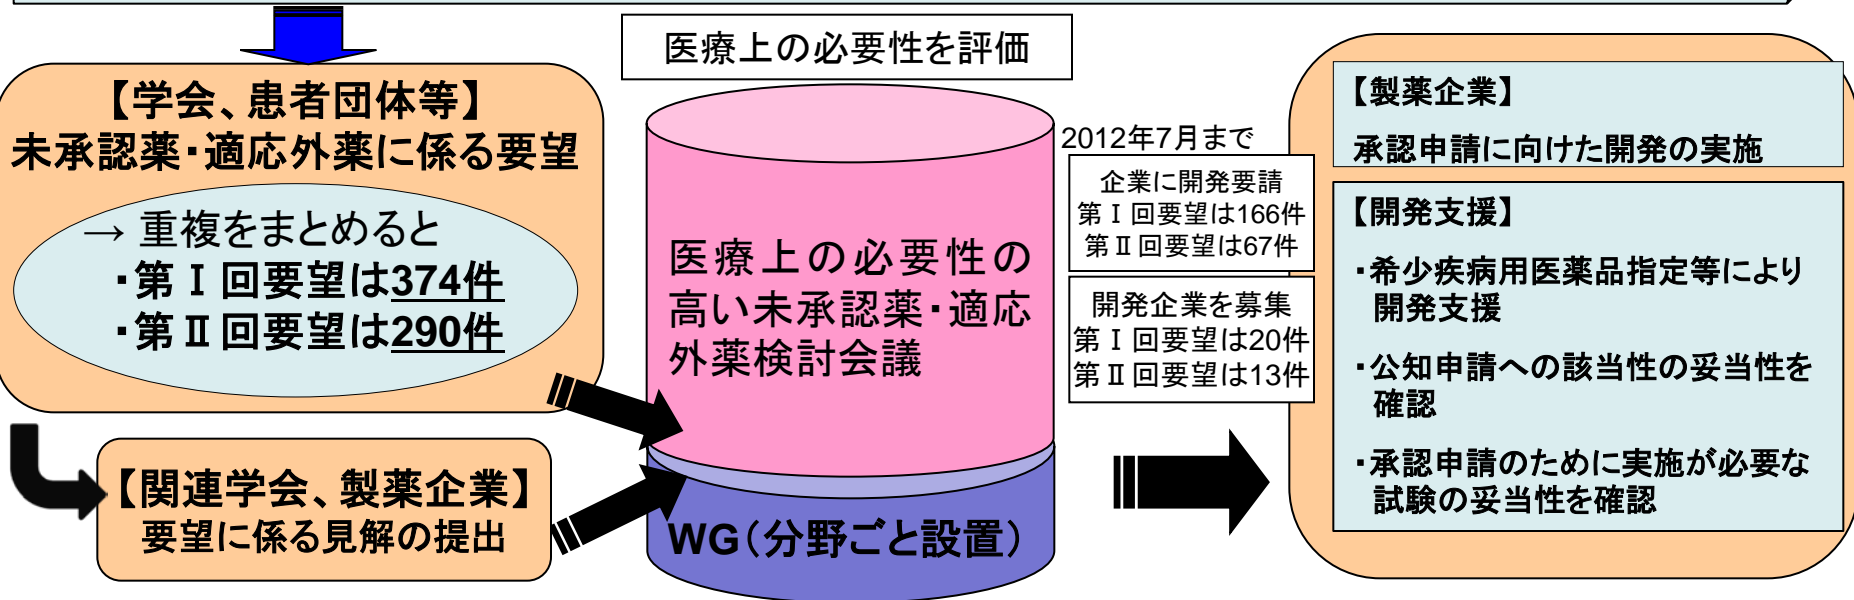 医療上の必要性を評価
【学会、患者団体等】
未承認薬・適応外薬に係る要望
→ 重複をまとめると
・第Ⅰ回要望は374件
・第Ⅱ回要望は290件
【関連学会、製薬企業】
要望に係る見解の提出
医療上の必要性の
高い未承認薬・適応
外薬検討会議
WG（分野ごと設置）
2012年7月まで
企業に開発要請
第Ⅰ回要望は166件
第Ⅱ回要望は67件
開発企業を募集
第Ⅰ回要望は20件
第Ⅱ回要望は13件
【製薬企業】
承認申請に向けた開発の実施
【開発支援】
・希少疾病用医薬品指定等により
開発支援
・公知申請への該当性の妥当性を
確認
・承認申請のために実施が必要な
試験の妥当性を確認